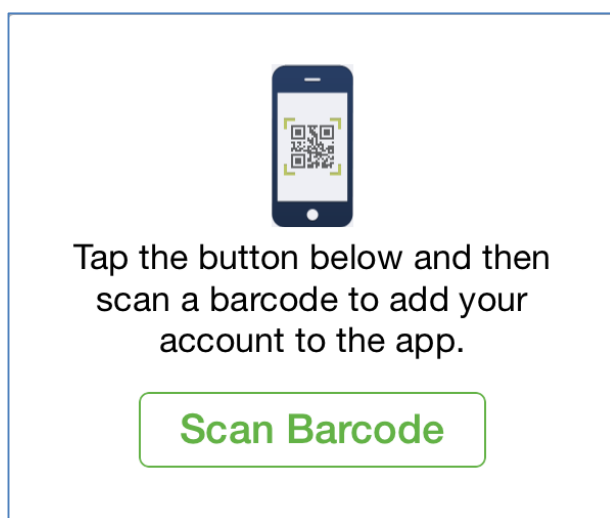 Tap the button below and then
scan a barcode to add your
account to the app.
Scan Barcode